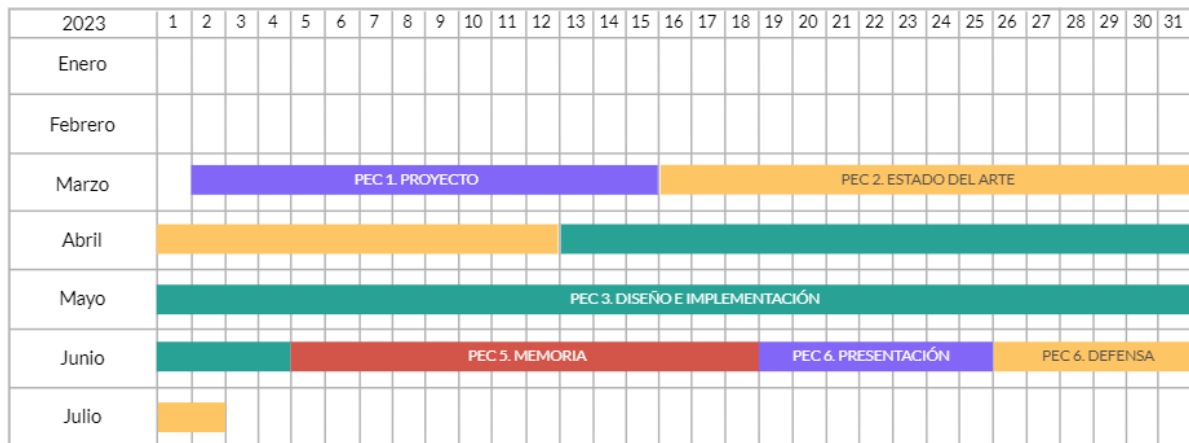 2023 1 2 3 4 5 6 7 8 9 10 11 12 13 14 15 16 17 18 19 20 21 22 23 24 25 26 27 28 29 30 31
Enero
Febrero
Marzo PEC 1. PROYECTO PEC 2. ESTADO DEL ARTE
Abril
Mayo PEC 3. DISEÑO E IMPLEMENTACIÓN
Junio PEC 5. MEMORIA PEC 6. PRESENTACIÓN PEC 6. DEFENSA
Julio